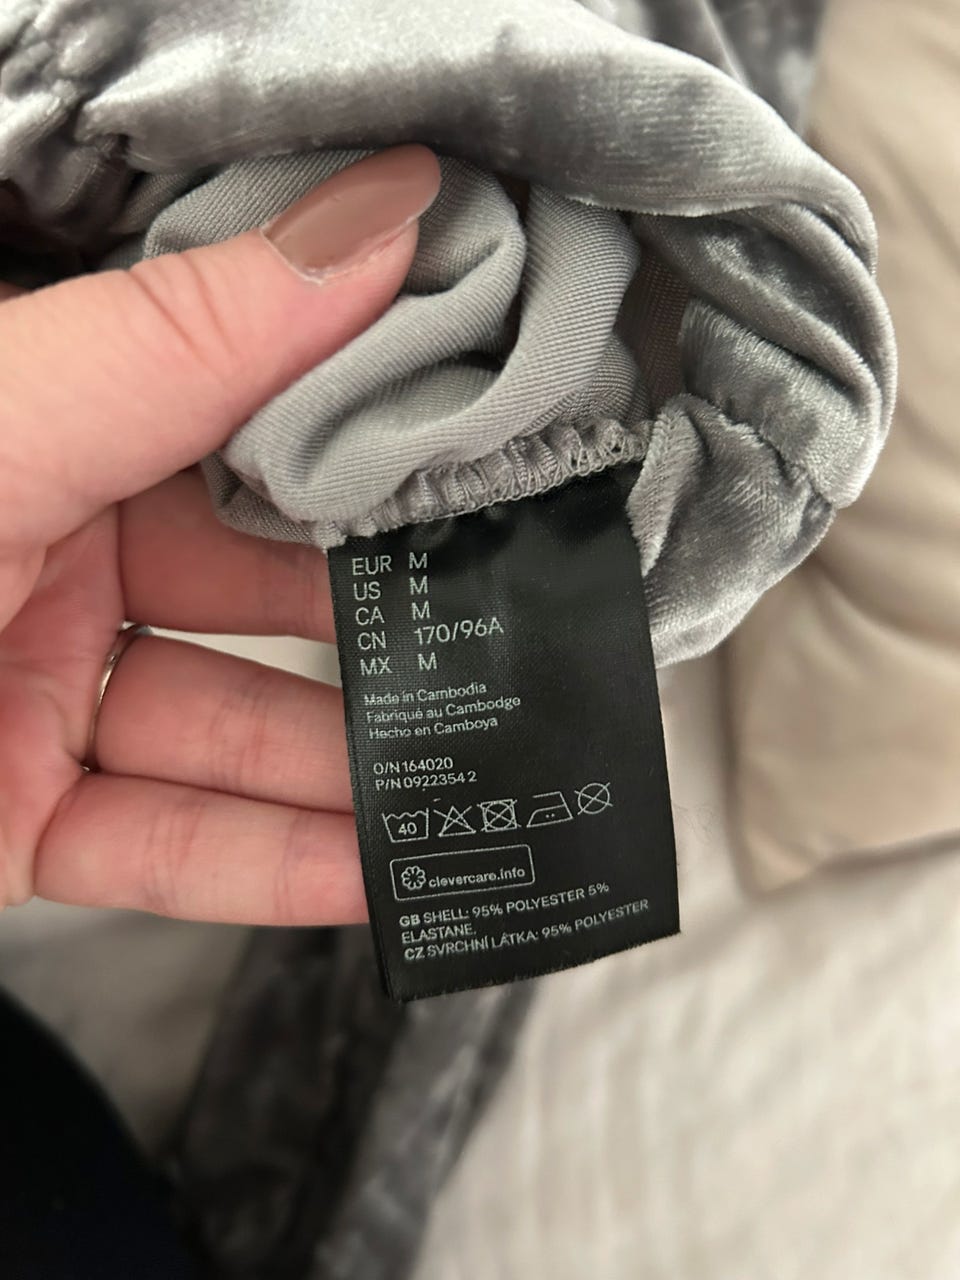 EUR M
US M
CA M
CN 170/96A
MX M
Made in Cambodia
Fabriqué au Cambodge
Hecho en Camboya
O/N 164020
P/N 09223542
40
clevercare.info
GB SHELL: 95% POLYESTER 5%
ELASTANE.
CZ SVRCHNÍ LÁTKA: 95% POLYESTER